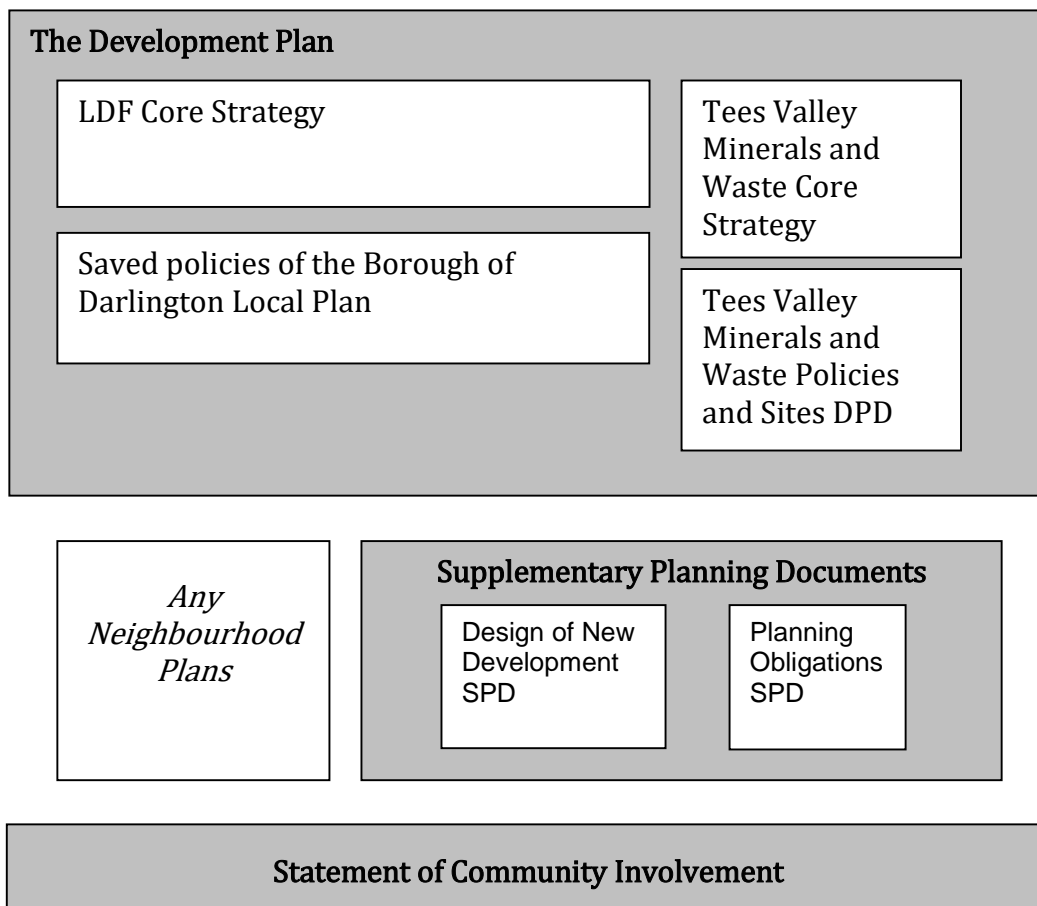 The Development Plan
LDF Core Strategy
Saved policies of the Borough of
Darlington Local Plan
Tees Valley
Minerals and
Waste Core
Strategy
Tees Valley
Minerals and
Waste Policies
and Sites DPD
Any
Neighbourhood
Plans
Supplementary Planning Documents
Design of New
Development
SPD
Planning
Obligations
SPD
Statement of Community Involvement